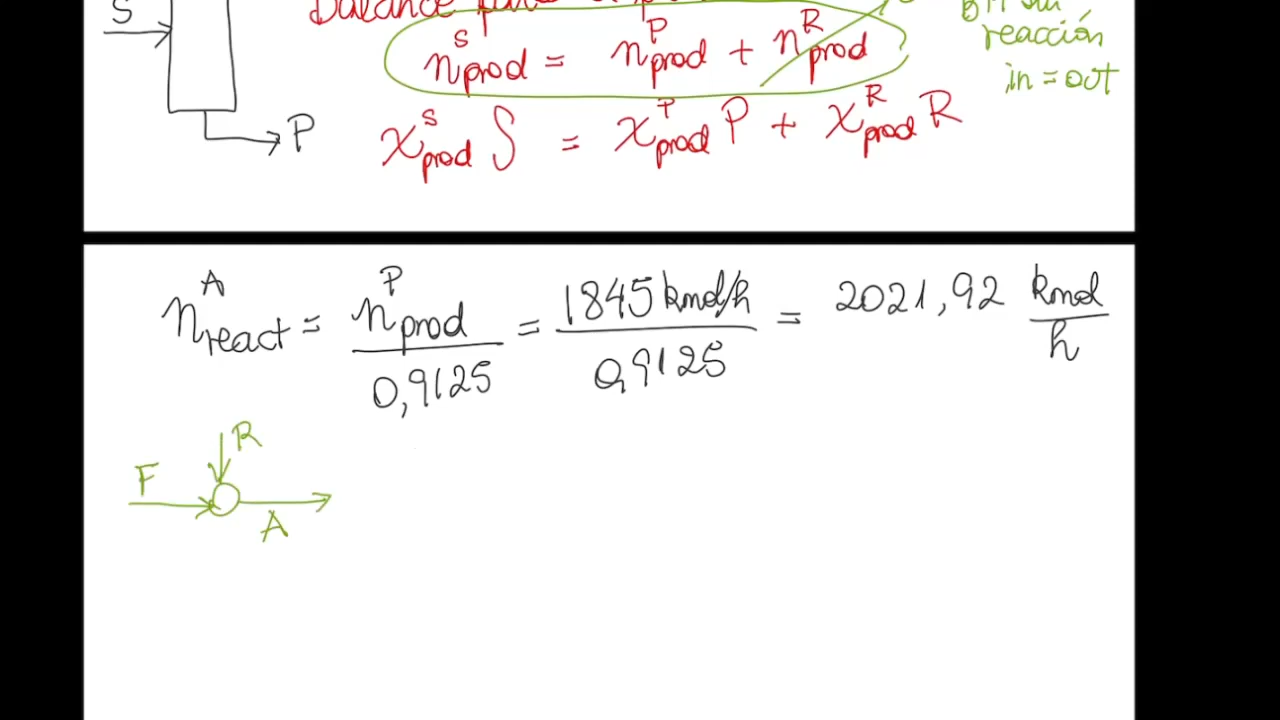 S
P
n^S_prod = n^P_prod + n^R_prod
x^S_prod S = x^P_prod P + x^R_prod R
reacción
in = out
n^A_react = n^P_prod / 0,9125 = 1845 kmol/h / 0,9125 = 2021,92 kmol / h
R
F
A